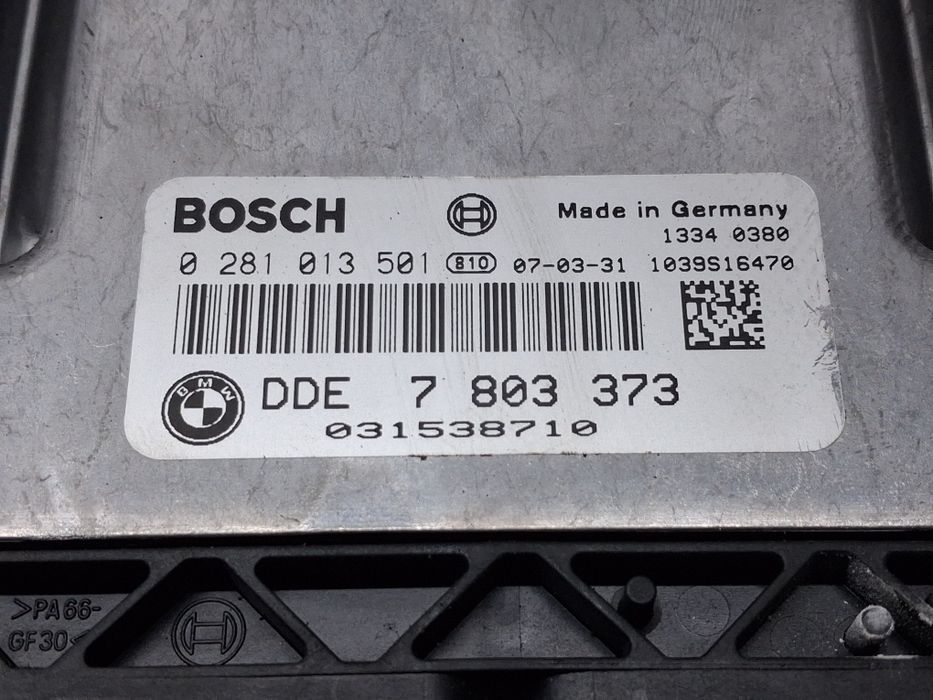 BOSCH
Made in Germany
1334 0380
0 281 013 501 810 07-03-31 1039S16470
BMW
DDE 7 803 373
031538710
>PA66-
GF30<